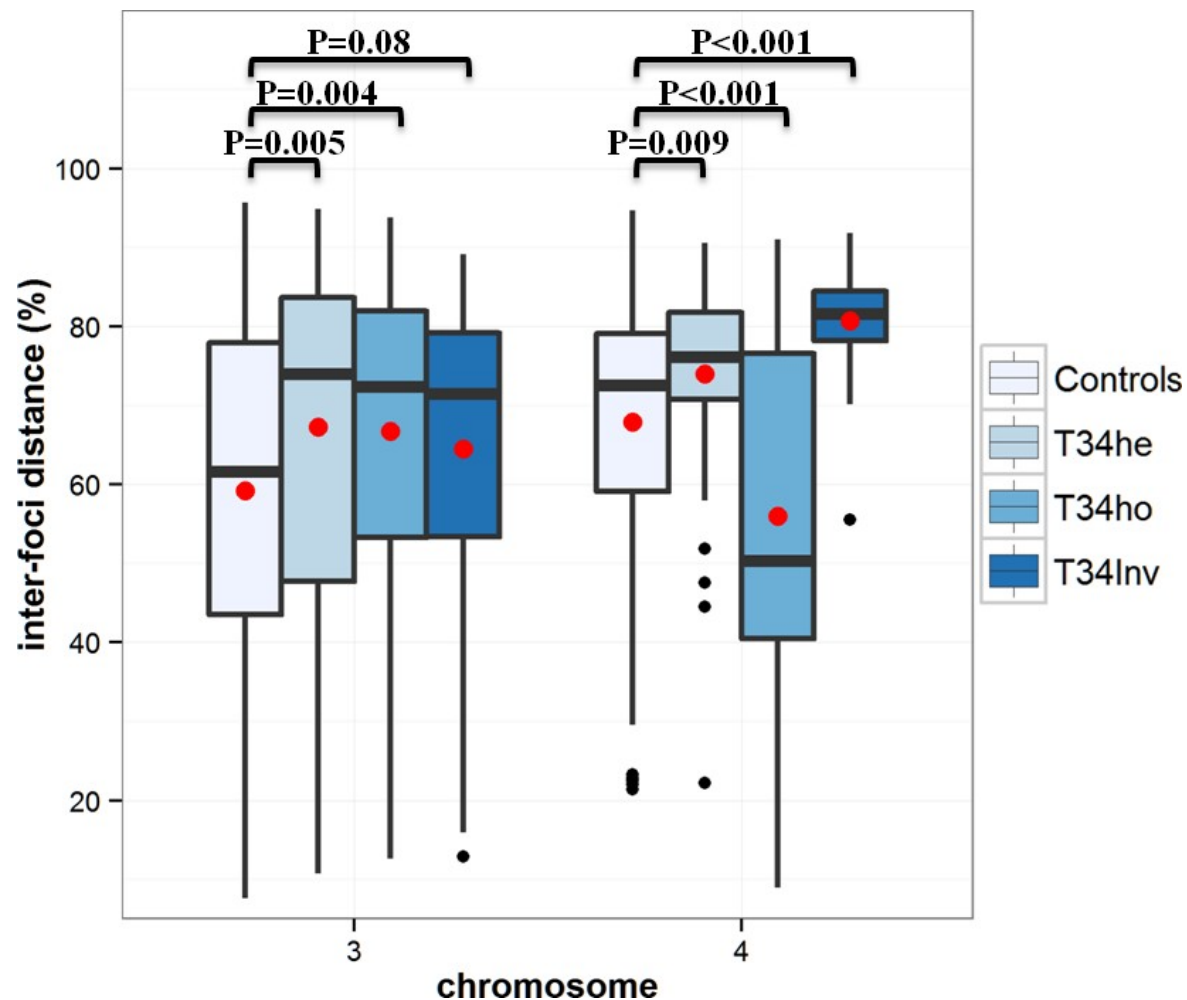 P=0.08
P<0.001
P=0.004
P<0.001
P=0.005
P=0.009
100
80
60
40
20
inter-foci distance (%)
3
4
chromosome
Controls
T34he
T34ho
T34Inv